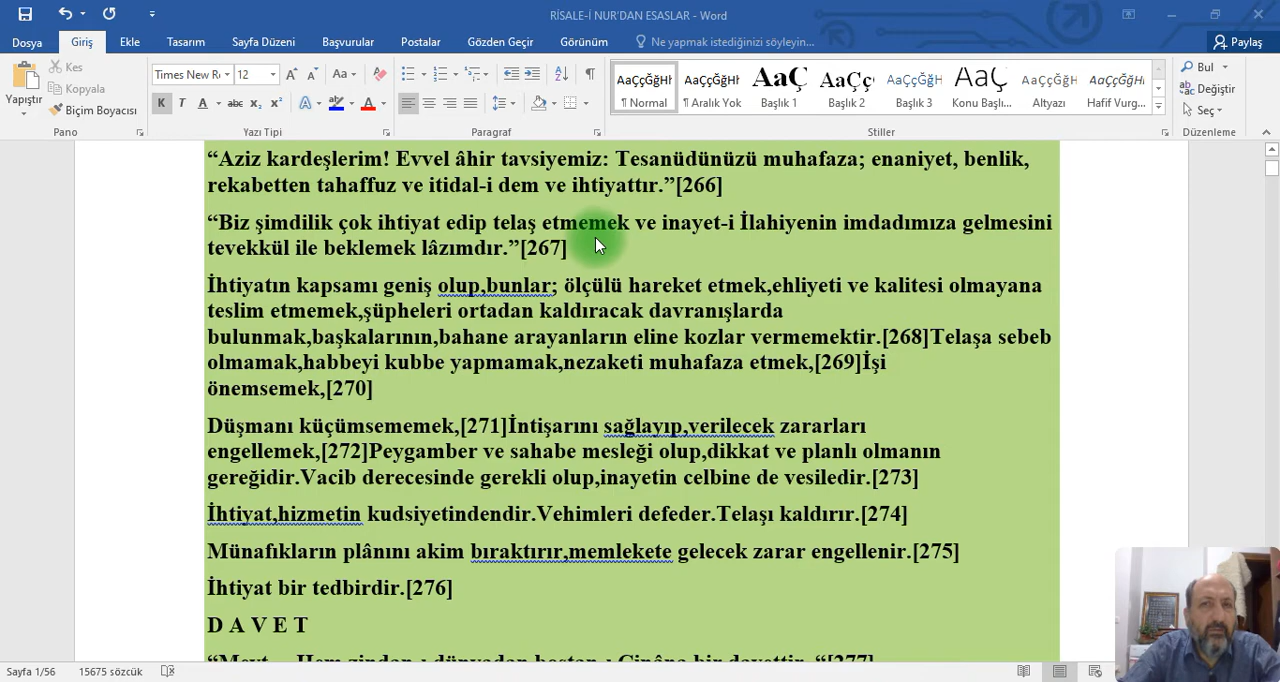 RİSALE-İ NUR'DAN ESASLAR - Word
Dosya Giriş Ekle Tasarım Sayfa Düzeni Başvurular Postalar Gözden Geçir Görünüm Ne yapmak istediğinizi söyleyin... Paylaş
Yapıştır
Kes
Kopyala
Biçim Boyacısı
Pano
Times New Ro 12
K T A abc x₂ x²
Yazı Tipi
Paragraf
AaÇçĞğHł AaÇçĞğHł AaÇ AaÇç AaÇçĞğH AaÇ AaÇçĞğHł AaÇçĞğHł
¶ Normal ¶ Aralık Yok Başlık 1 Başlık 2 Başlık 3 Konu Başlı... Altyazı Hafif Vurg...
Stiller
Bul
Değiştir
Seç
Düzenleme
“Aziz kardeşlerim! Evvel âhir tavsiyemiz: Tesanüdünüzü muhafaza; enaniyet, benlik,
rekabetten tahaffuz ve itidal-i dem ve ihtiyattır.”[266]
“Biz şimdilik çok ihtiyat edip telaş etmemek ve inayet-i İlahiyenin imdadımıza gelmesini
tevekkül ile beklemek lâzımdır.”[267]
İhtiyatın kapsamı geniş olup,bunlar; ölçülü hareket etmek,ehliyeti ve kalitesi olmayana
teslim etmemek,şüpheleri ortadan kaldıracak davranışlarda
bulunmak,başkalarının,bahane arayanların eline kozlar vermemektir.[268]Telaşa sebeb
olmamak,habbeyi kubbe yapmamak,nezaketi muhafaza etmek,[269]İşi
önemsemek,[270]
Düşmanı küçümsememek,[271]İntişarını sağlayıp,verilecek zararları
engellemek,[272]Peygamber ve sahabe mesleği olup,dikkat ve planlı olmanın
gereğidir.Vacib derecesinde gerekli olup,inayetin celbine de vesiledir.[273]
İhtiyat,hizmetin kudsiyetindendir.Vehimleri defeder.Telaşı kaldırır.[274]
Münafıkların plânını akim bıraktırır,memlekete gelecek zarar engellenir.[275]
İhtiyat bir tedbirdir.[276]
D A V E T
Sayfa 1/56 15675 sözcük